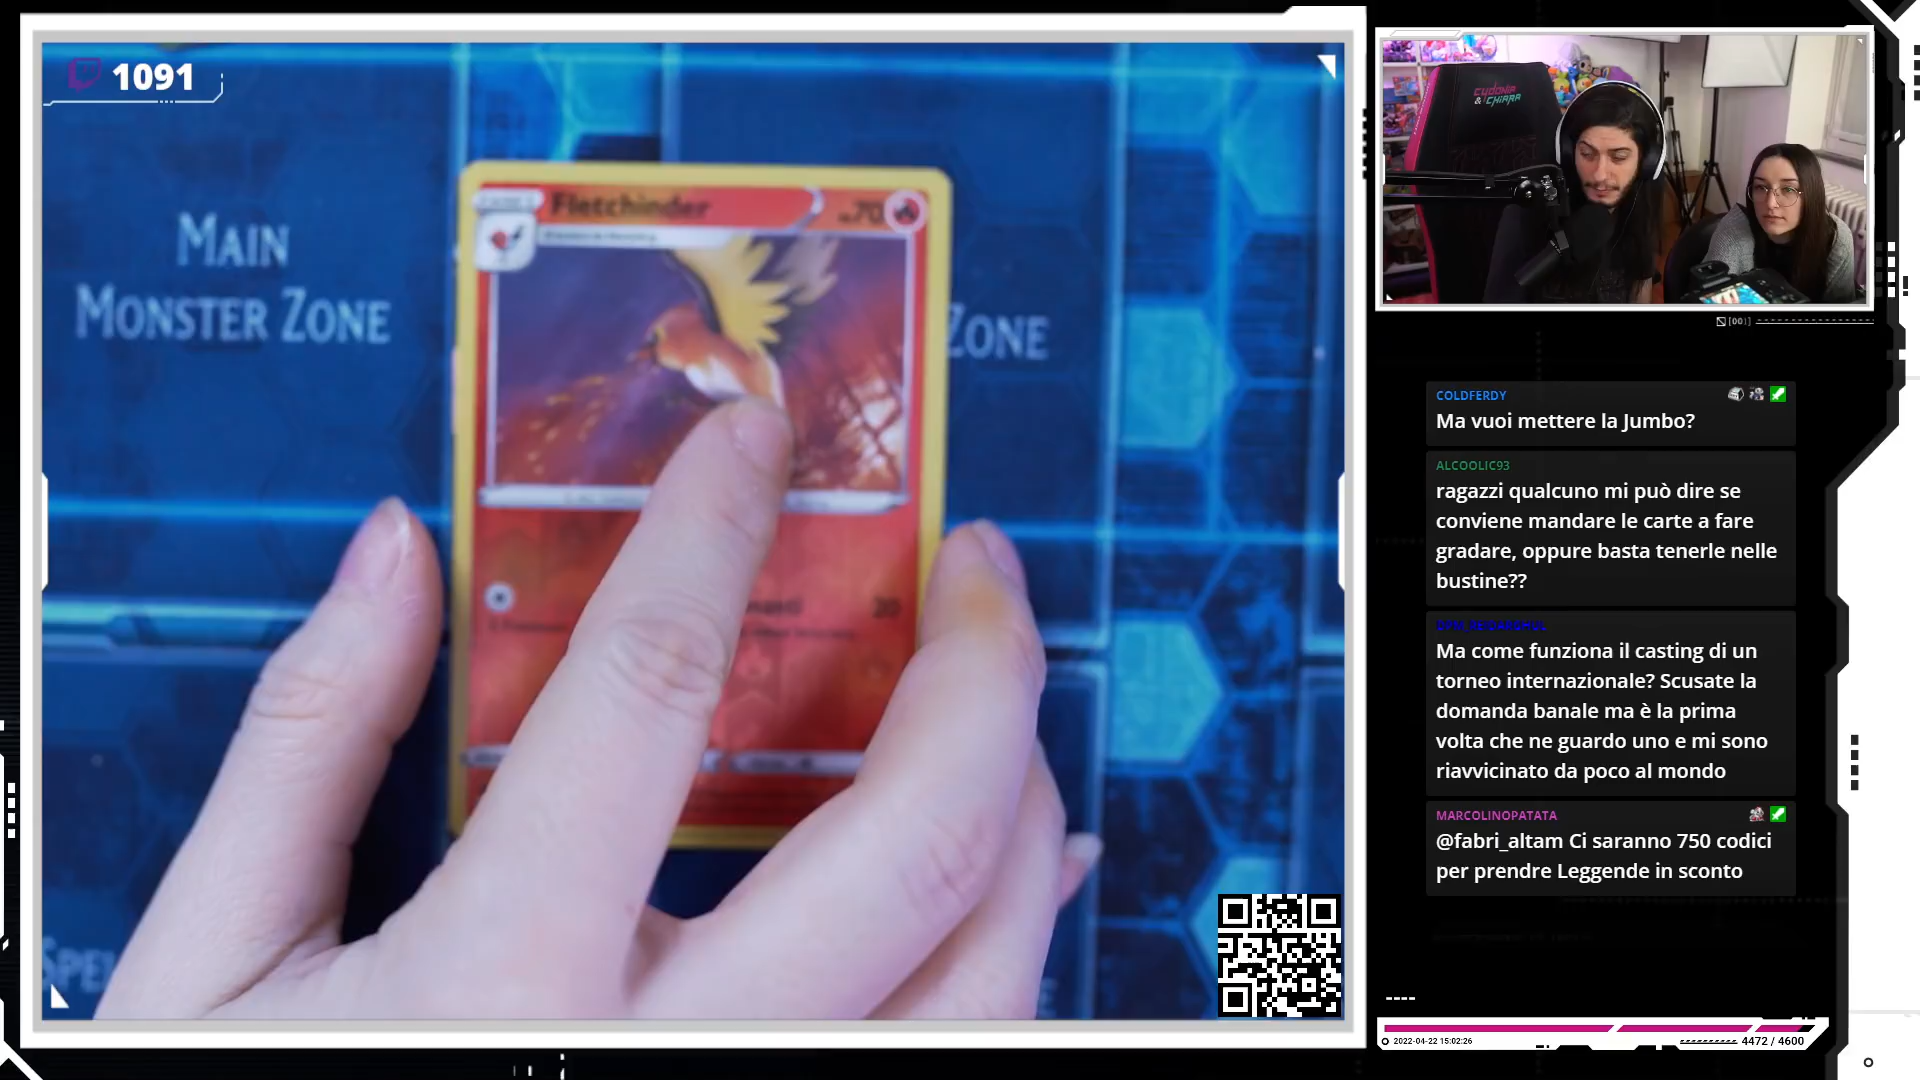 1091
MAIN
MONSTER ZONE
ZONE
Fletchinder
70
20
CYDONIA
& CHIARA
[001]
COLDFERDY
Ma vuoi mettere la Jumbo?
ALCOOLIC93
ragazzi qualcuno mi può dire se
conviene mandare le carte a fare
gradare, oppure basta tenerle nelle
bustine??
Ma come funziona il casting di un
torneo internazionale? Scusate la
domanda banale ma è la prima
volta che ne guardo uno e mi sono
riavvicinato da poco al mondo
MARCOLINOPATATA
@fabri_altam Ci saranno 750 codici
per prendre Leggende in sconto
----
2022-04-22 15:02:26
4472 / 4600